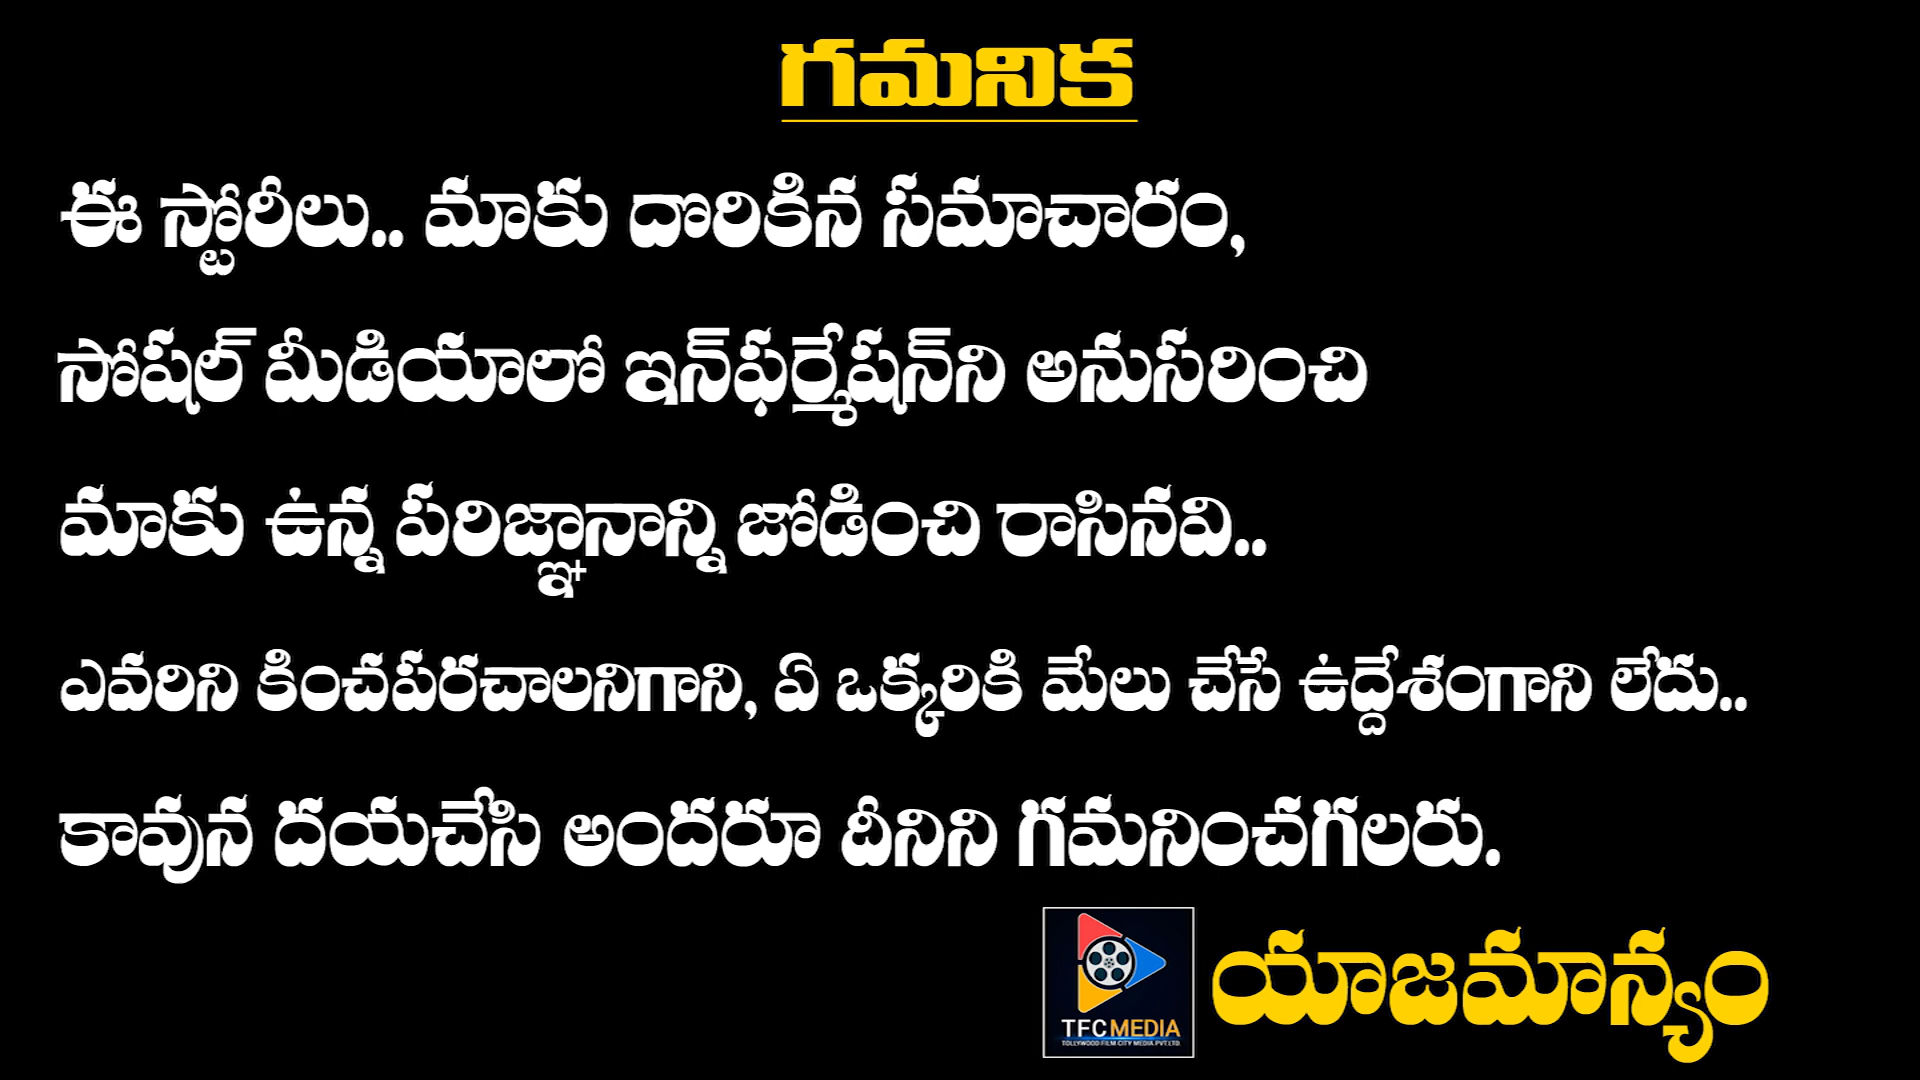 గమనిక
ఈ స్టోరీలు.. మాకు దొరికిన సమాచారం,
సోషల్ మీడియాలో ఇన్‌ఫర్మేషన్‌ని అనుసరించి
మాకు ఉన్న పరిజ్ఞానాన్ని జోడించి రాసినవి..
ఎవరిని కించపరచాలనిగాని, ఏ ఒక్కరికి మేలు చేసే ఉద్దేశంగాని లేదు..
కావున దయచేసి అందరూ దీనిని గమనించగలరు.
యాజమాన్యం
TFC MEDIA
TOLLYWOOD FILM CITY MEDIA PVT.LTD.